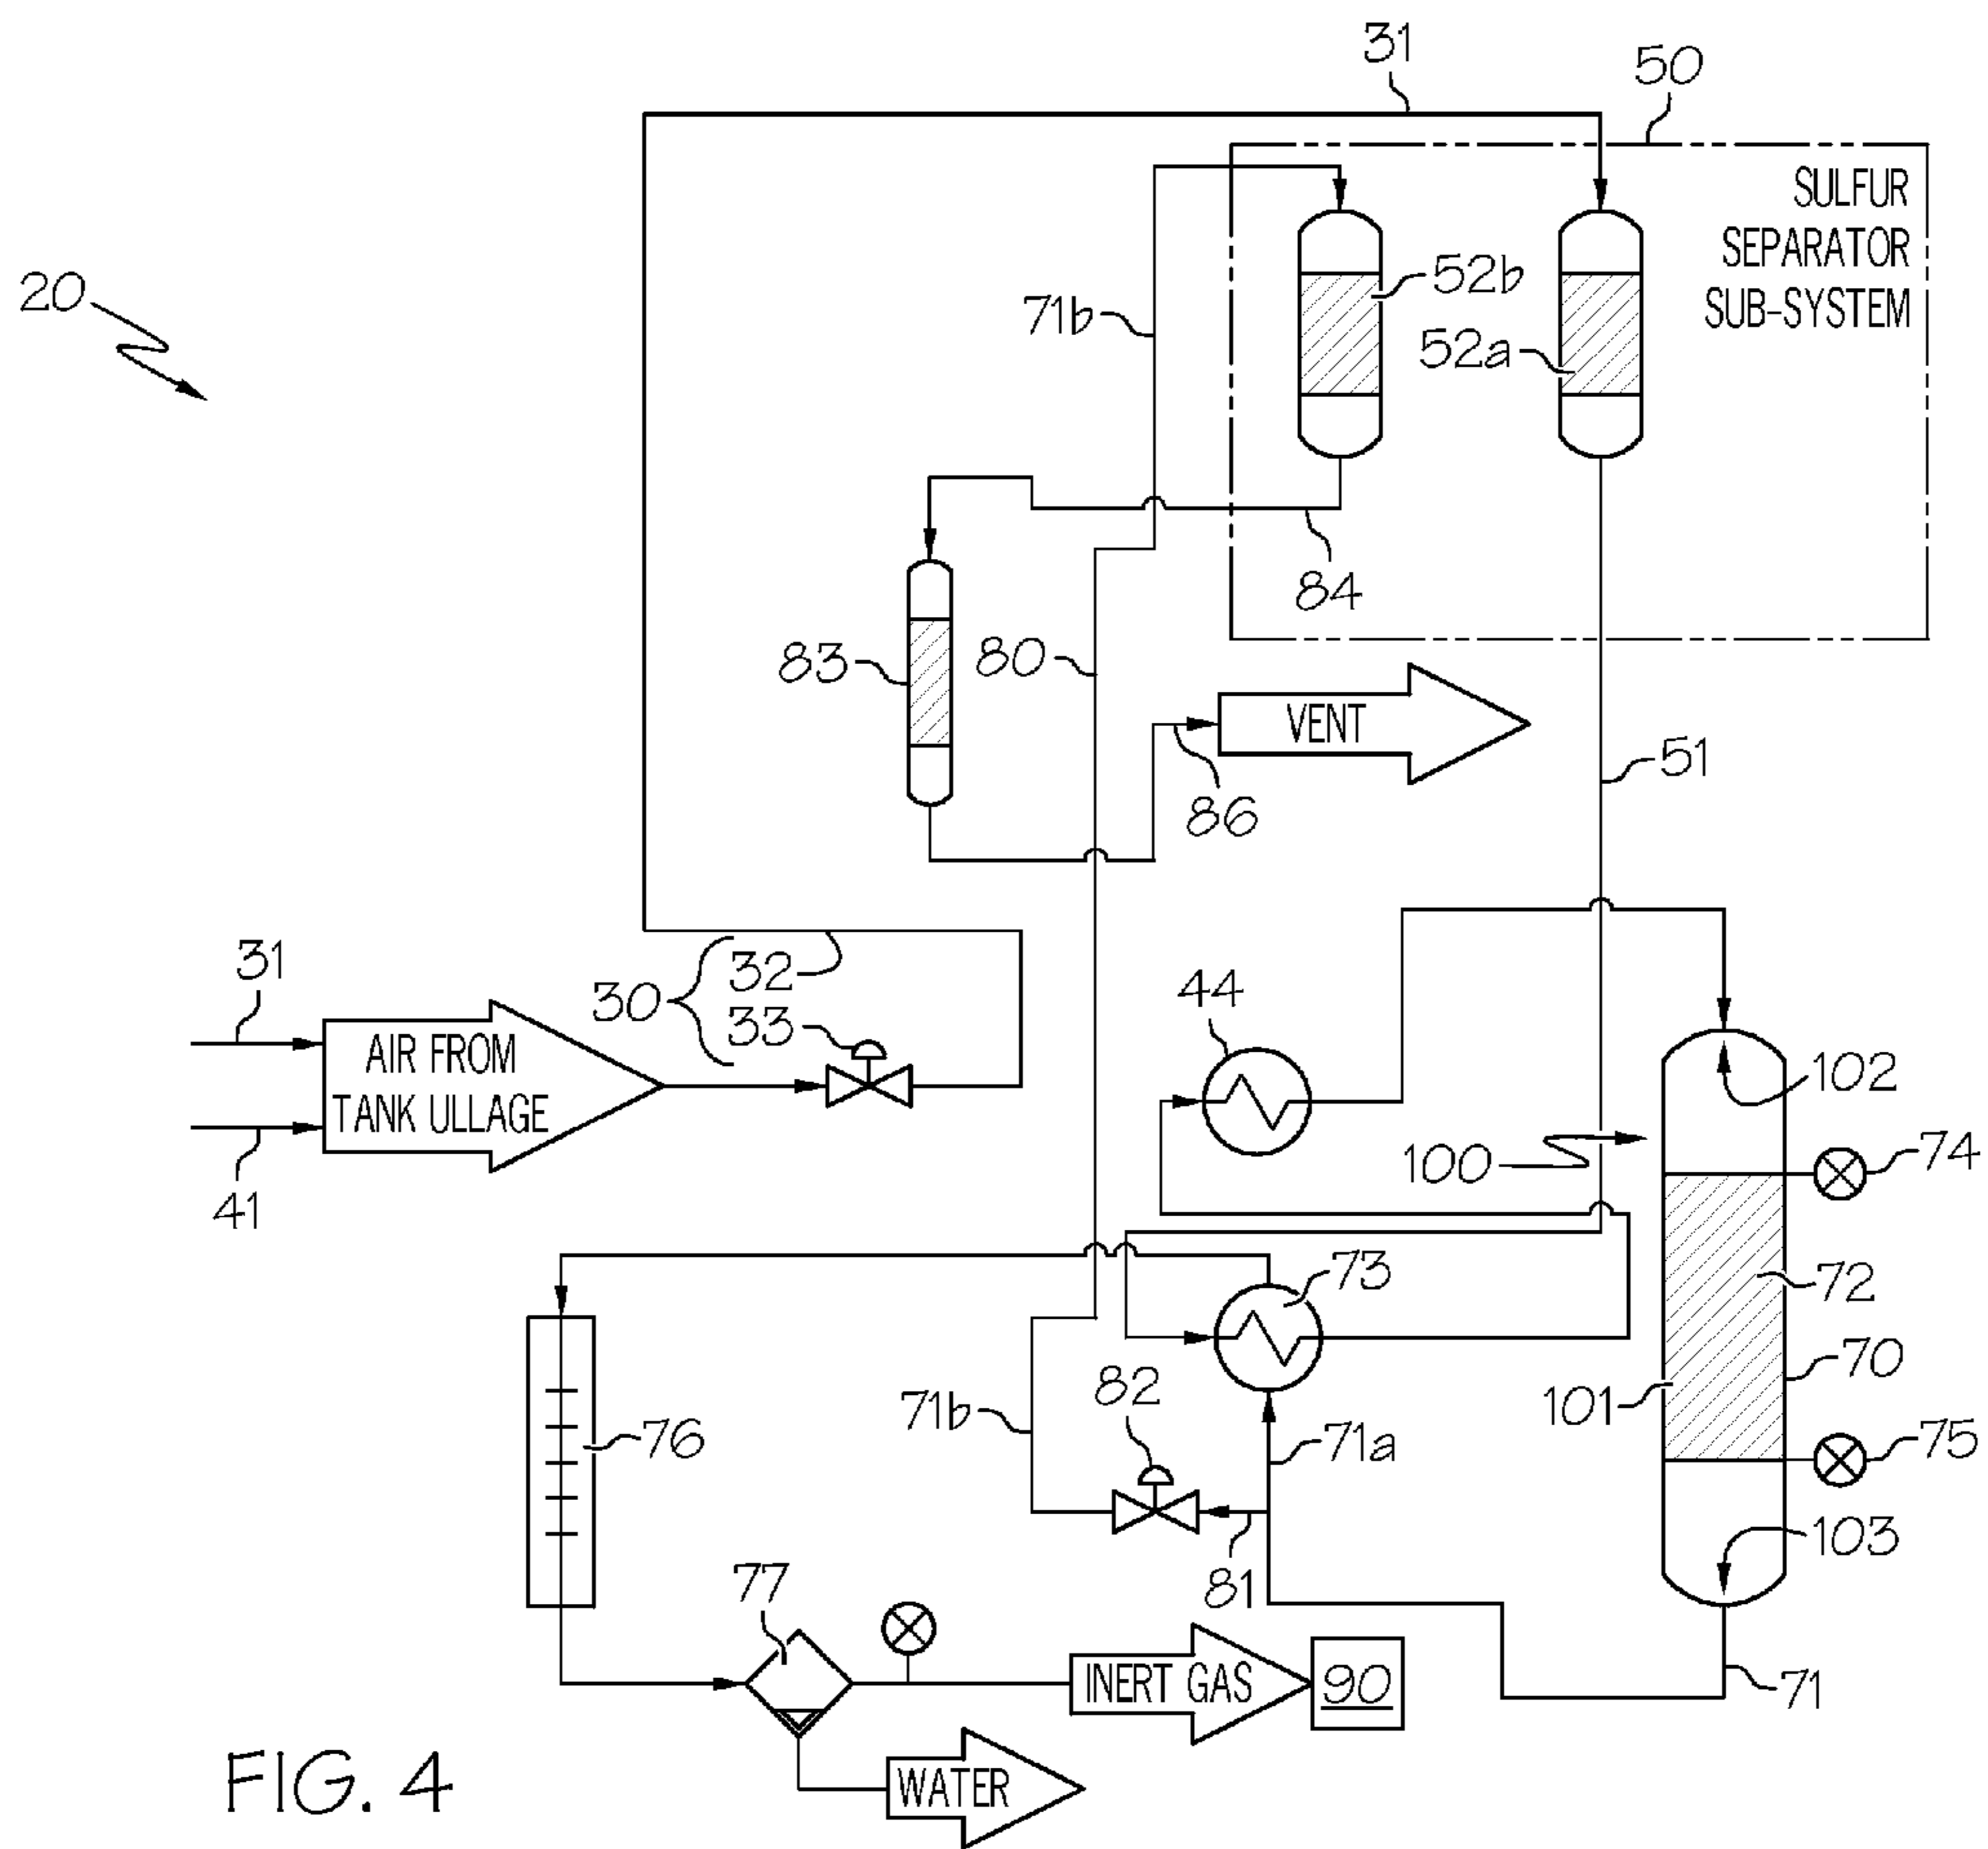 31
50
SULFUR
SEPARATOR
SUB-SYSTEM
20
71b
52b
52a
84
83
80
VENT
86
51
31
30
32
33
44
AIR FROM
TANK ULLAGE
41
102
100
74
73
72
70
101
82
71b
76
71a
75
81
103
77
INERT GAS
90
71
WATER
FIG. 4